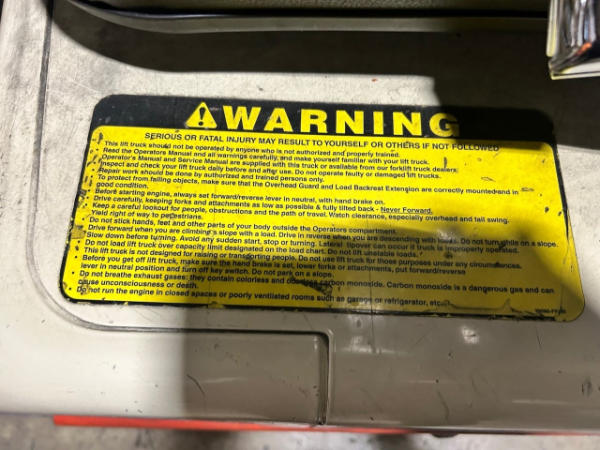 WARNING
SERIOUS OR FATAL INJURY MAY RESULT TO YOURSELF OR OTHERS IF NOT FOLLOWED
• This lift truck should not be operated by anyone who is not authorized and properly trained.
• Read the Operators Manual and all warnings carefully, and make yourself familiar with your lift truck.
Operator's Manual and Service Manual are supplied with this truck or available from our forklift truck dealers.
• Inspect and check your lift truck daily before and after use. Do not operate faulty or damaged lift trucks.
• Repair work should be done by authorized and trained persons only.
• To protect from falling objects, make sure that the Overhead Guard and Load Backrest Extension are correctly mounted and in
good condition.
• Before starting engine, always set forward/reverse lever in neutral, with hand brake on.
• Drive carefully, keeping forks and attachments as low as possible & fully tilted back - Never Forward.
• Keep a careful lookout for people, obstructions and the path of travel. Watch clearance, especially overhead and tail swing.
Yield right of way to pedestrians.
• Do not stick hands, feet and other parts of your body outside the Operators compartment.
• Drive forward when you are climbing a slope with a load. Drive in reverse when you are descending with loads. Do not turn while on a slope.
• Slow down before turning. Avoid any sudden start, stop or turning. Lateral tipover can occur if truck is improperly operated.
• Do not load lift truck over capacity limit designated on the load chart. Do not lift unstable loads.
• This lift truck is not designed for raising or transporting people. Do not use lift truck for those purposes under any circumstances.
• Before you get off lift truck, make sure the hand brake is set, lower forks or attachments, put forward/reverse
lever in neutral position and turn off key switch. Do not park on a slope.
• Do not breathe exhaust gases: they contain colorless and odorless carbon monoxide. Carbon monoxide is a dangerous gas and can
cause unconsciousness or death.
• Do not run the engine in closed spaces or poorly ventilated rooms such as garage or refrigerator, etc.